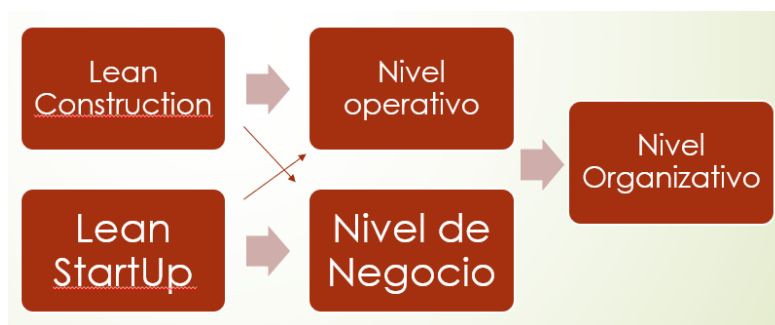 Lean
Construction
Nivel
operativo
Nivel
Organizativo
Lean
StartUp
Nivel de
Negocio